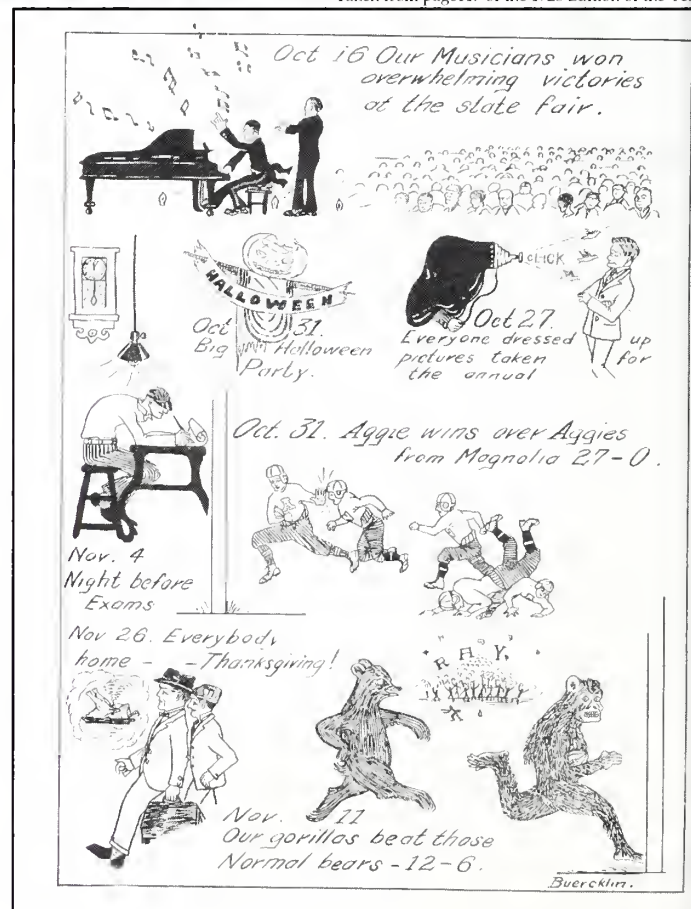 Oct 16 Our Musicians won
overwhelming victories
at the state fair.
CLICK
HALLOWEEN
Oct 31.
Big Halloween
Party.
Oct 27.
Everyone dressed up
pictures taken for
the annual
Oct. 31. Aggie wins over Aggies
from Magnolia 27-0.
A
Nov. 4
Night before
Exams
Nov 26. Everybody
home - - Thanksgiving!
"R A Y"
Nov. 11
Our gorillas beat those
Normal bears - 12-6.
Buercklin.